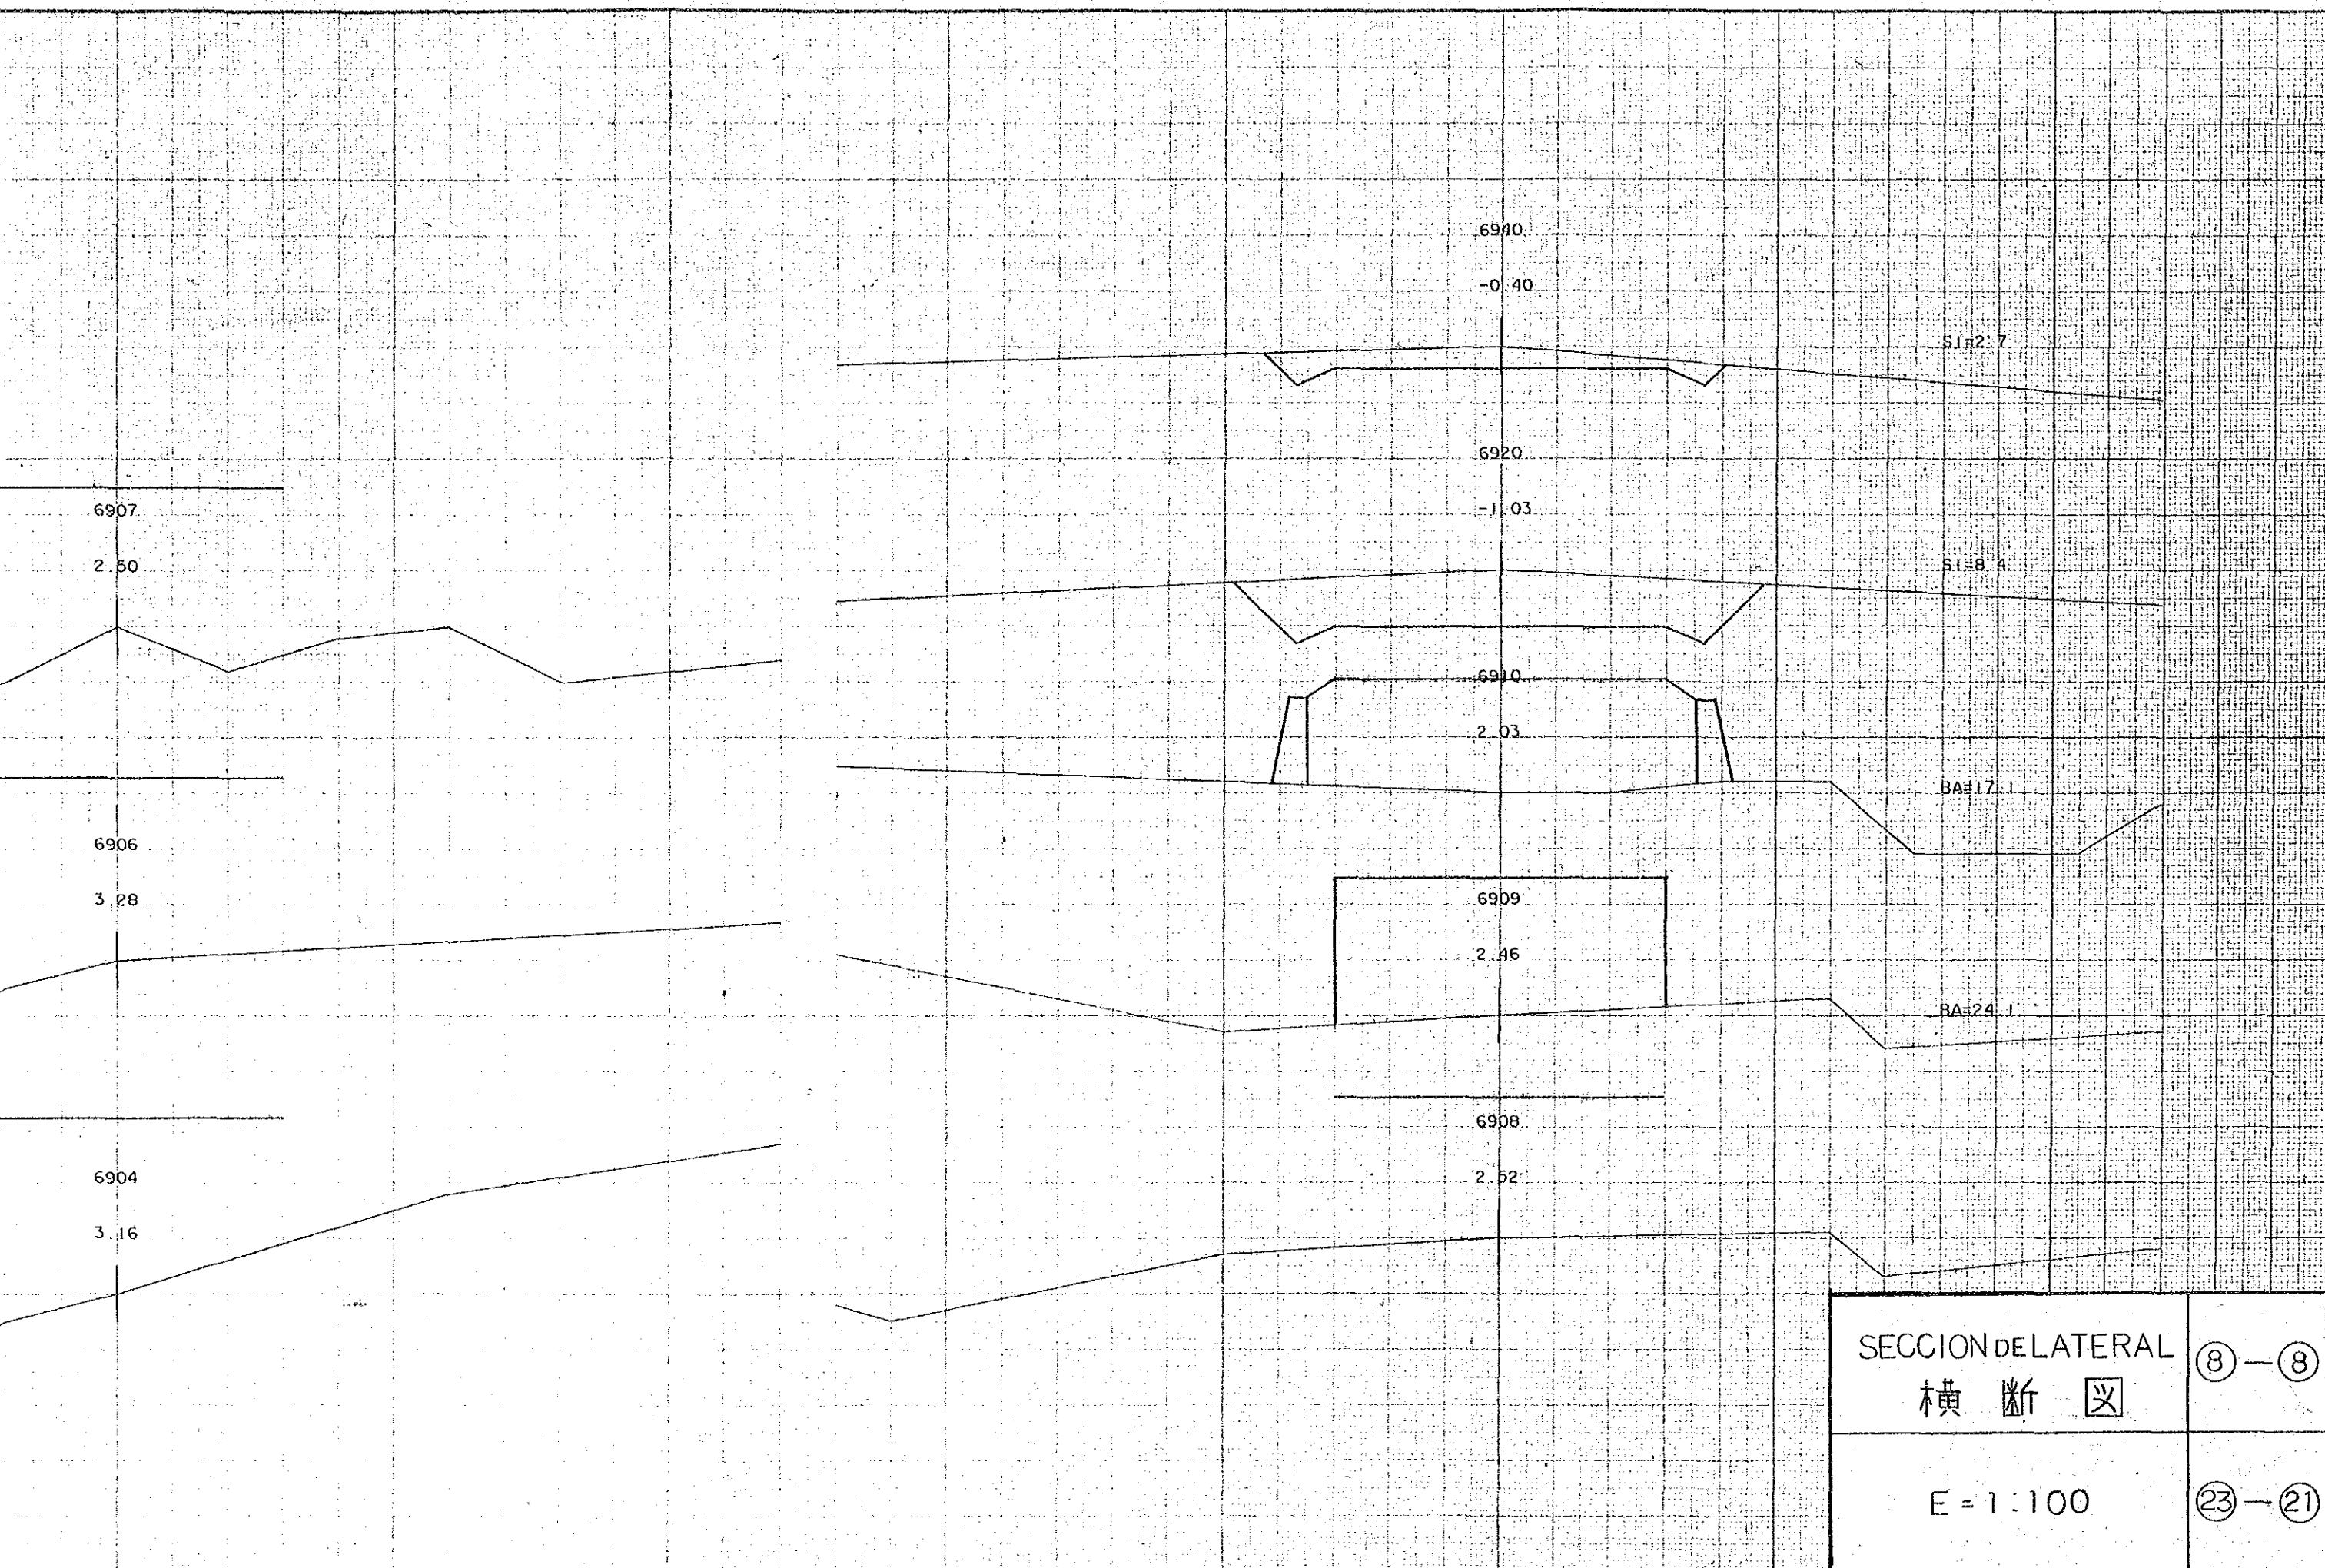 6907
2.50
6906
3.28
6904
3.16
6940
-0.40
SI=2.7
6920
-1.03
SI=8.4
6910
2.03
BA=17.1
6909
2.46
BA=24.1
6908
2.52
SECCION DE LATERAL
横断図
⑧-⑧
E=1:100
㉓-㉑